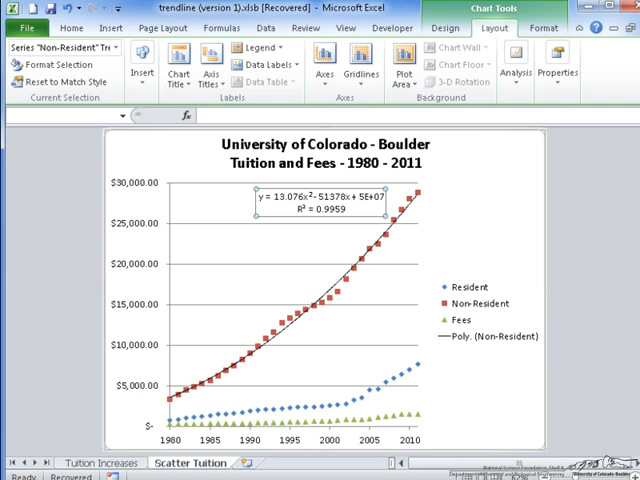 trendline (version 1).xlsb [Recovered] - Microsoft Excel
Chart Tools
File Home Insert Page Layout Formulas Data Review View Developer Design Layout Format
Series "Non-Resident" Tre
Format Selection
Reset to Match Style
Current Selection
Insert
Chart Title
Axis Titles
Legend
Data Labels
Data Table
Labels
Axes
Gridlines
Axes
Plot Area
Chart Wall
Chart Floor
3-D Rotation
Background
Analysis
Properties
fx
University of Colorado - Boulder
Tuition and Fees - 1980 - 2011
y = 13.076x² - 51378x + 5E+07
R² = 0.9959
$30,000.00
$25,000.00
$20,000.00
$15,000.00
$10,000.00
$5,000.00
$-
1980 1985 1990 1995 2000 2005 2010
Resident
Non-Resident
Fees
Poly. (Non-Resident)
Tuition Increases Scatter Tuition
Ready Recovered 62%